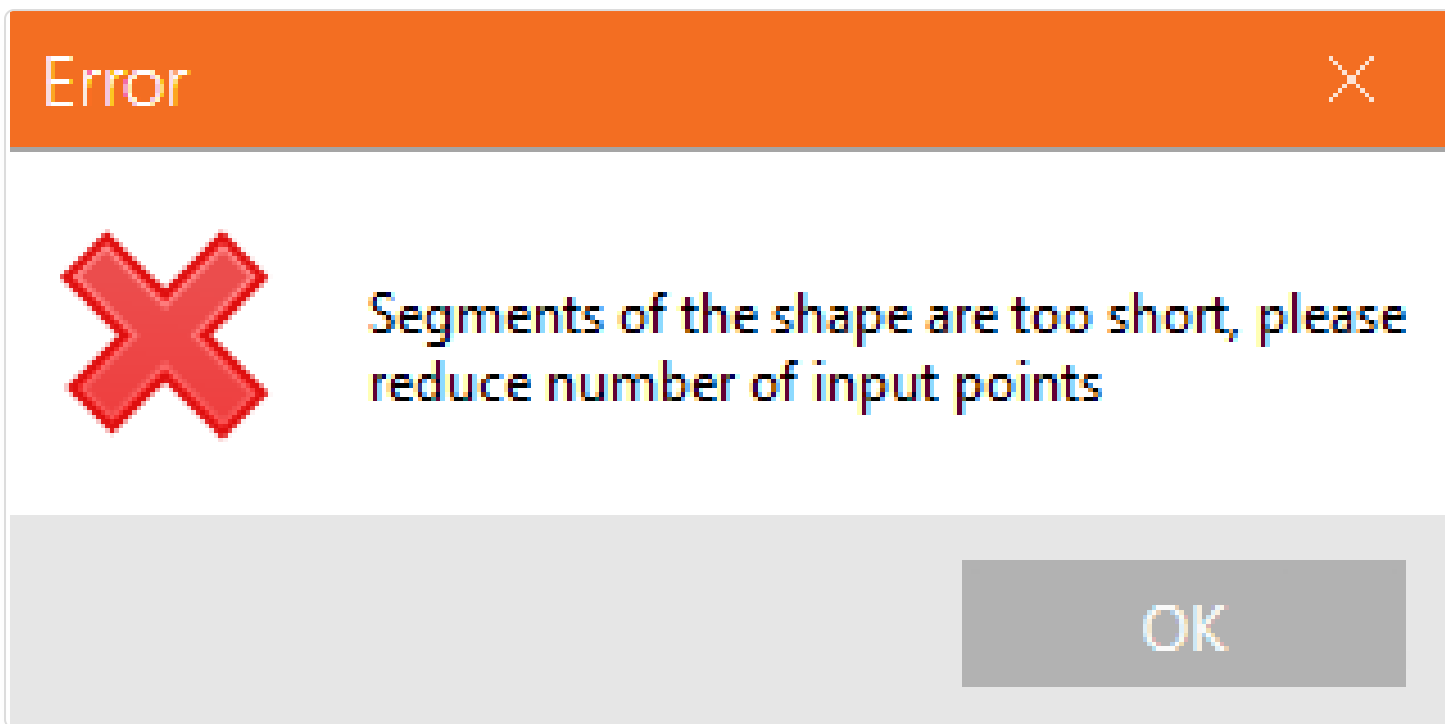 Error
Segments of the shape are too short, please
reduce number of input points
OK